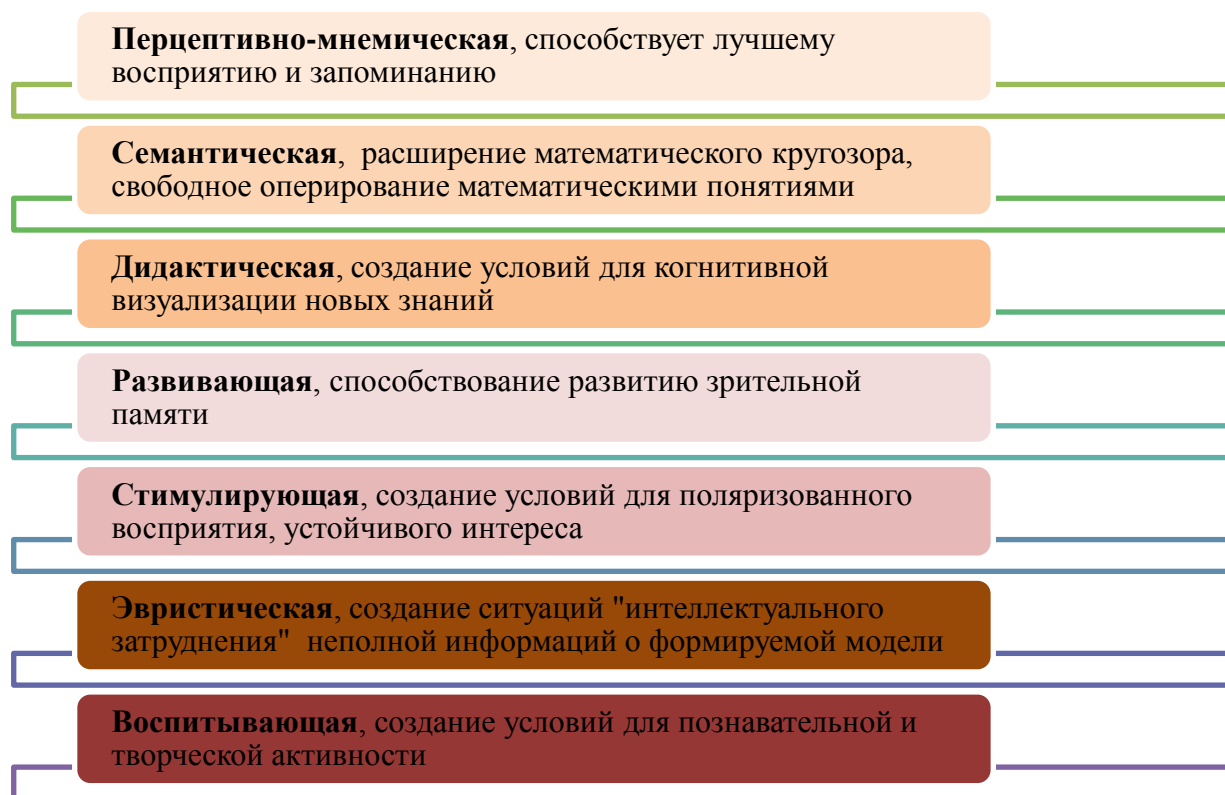 Перцептивно-мнемическая, способствует лучшему
восприятию и запоминанию
Семантическая,  расширение математического кругозора,
свободное оперирование математическими понятиями
Дидактическая, создание условий для когнитивной
визуализации новых знаний
Развивающая, способствование развитию зрительной
памяти
Стимулирующая, создание условий для поляризованного
восприятия, устойчивого интереса
Эвристическая, создание ситуаций "интеллектуального
затруднения"  неполной информаций о формируемой модели
Воспитывающая, создание условий для познавательной и
творческой активности